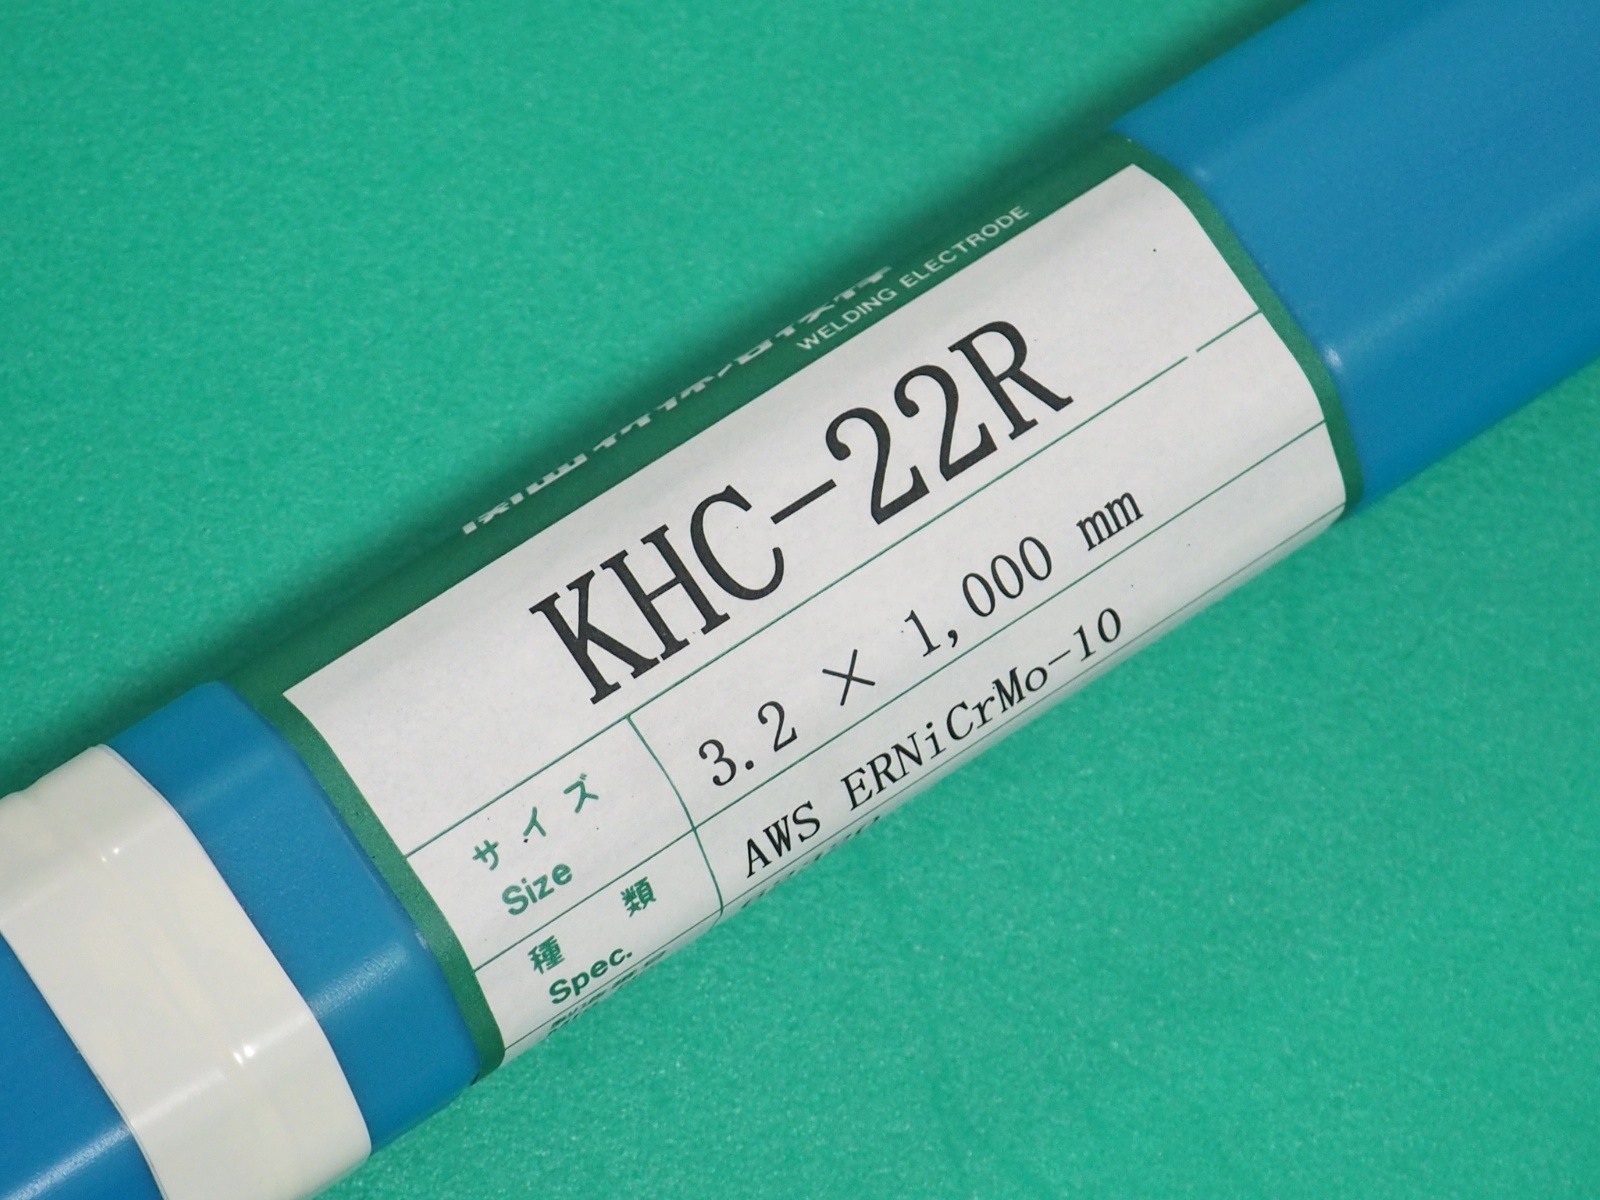 WELDING ELECTRODE
KHC-22R
サイズ
Size
3.2 × 1,000 mm
種類
Spec.
AWS ERNiCrMo-10